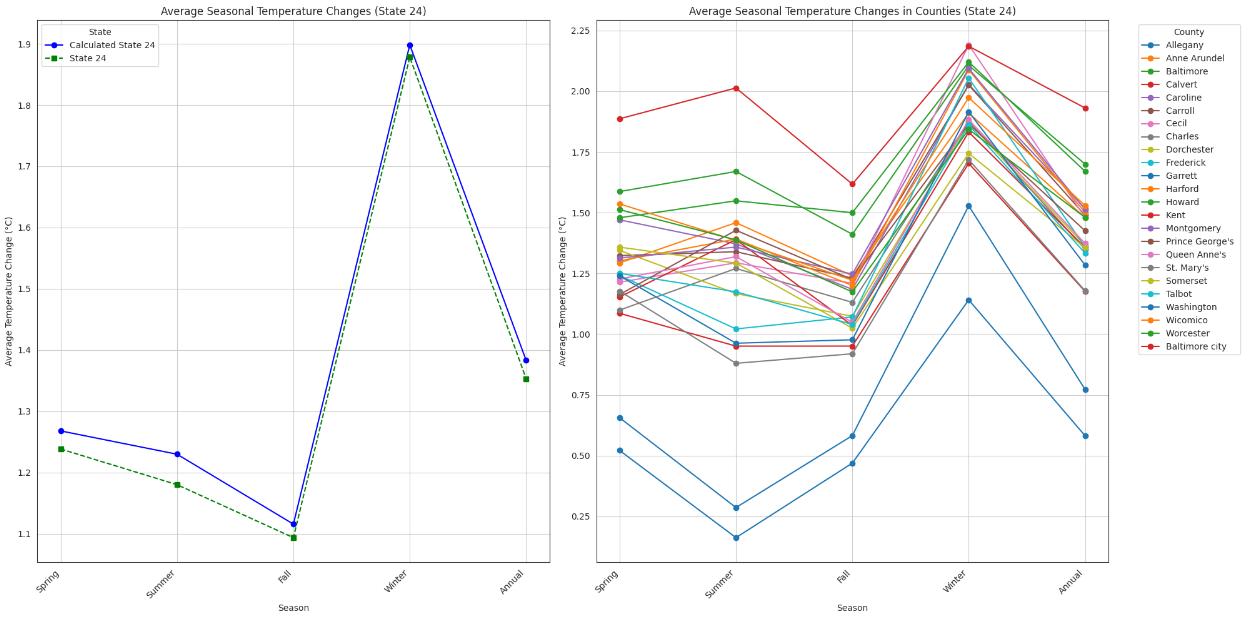 Average Seasonal Temperature Changes (State 24)
State
Calculated State 24
State 24
1.9
1.8
1.7
1.6
1.5
1.4
1.3
1.2
1.1
Average Temperature Change (°C)
Spring
Summer
Fall
Winter
Annual
Season
Average Seasonal Temperature Changes in Counties (State 24)
2.25
2.00
1.75
1.50
1.25
1.00
0.75
0.50
0.25
Average Temperature Change (°C)
Spring
Summer
Fall
Winter
Annual
Season
County
Allegany
Anne Arundel
Baltimore
Calvert
Caroline
Carroll
Cecil
Charles
Dorchester
Frederick
Garrett
Harford
Howard
Kent
Montgomery
Prince George's
Queen Anne's
St. Mary's
Somerset
Talbot
Washington
Wicomico
Worcester
Baltimore city